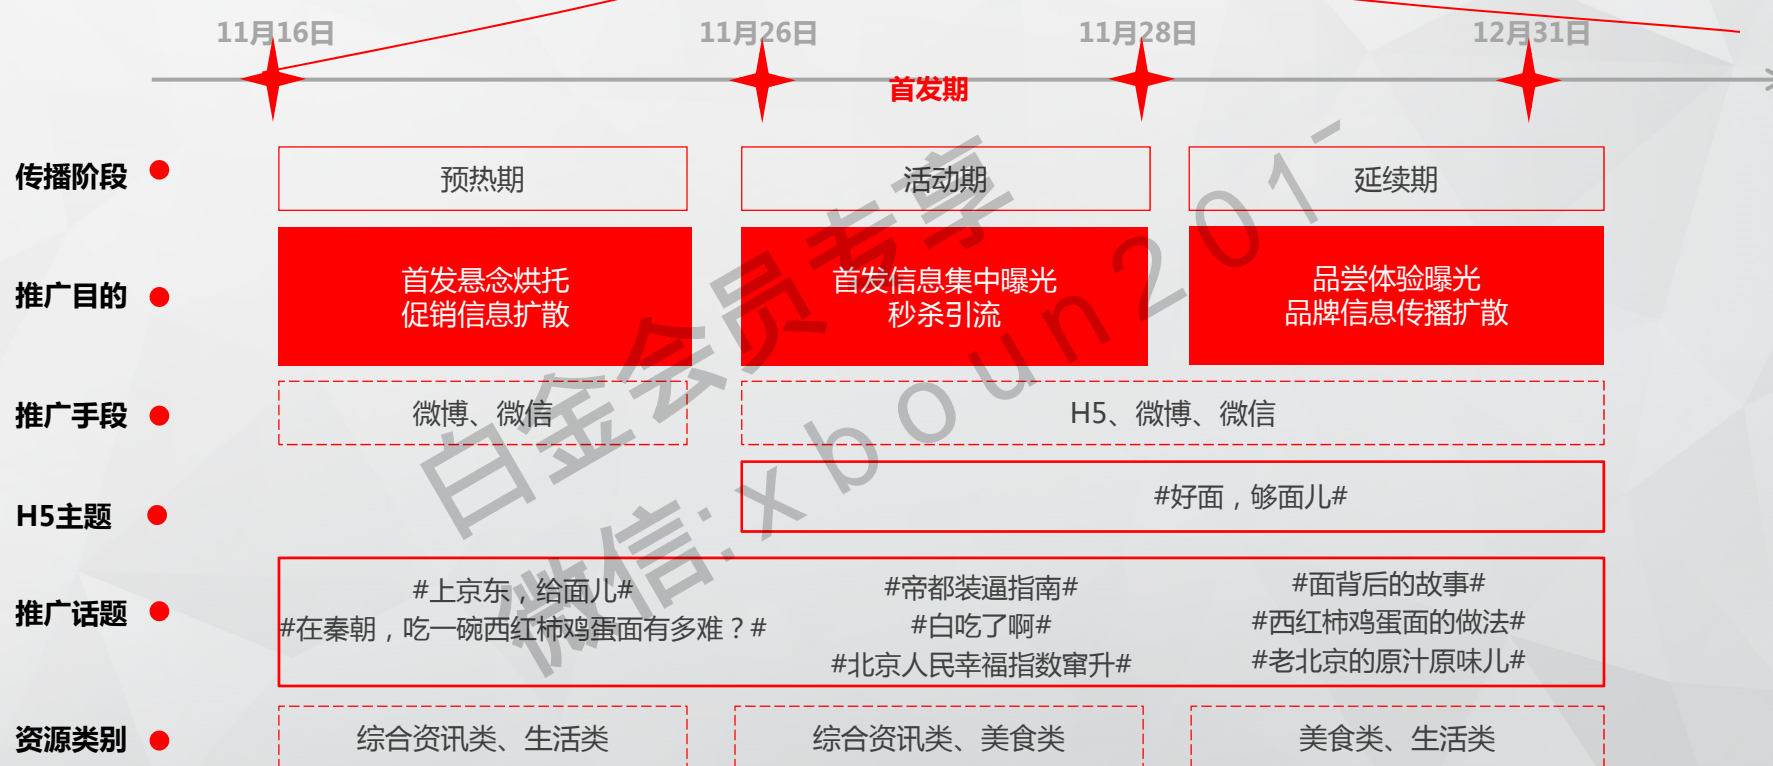 11月16日 11月26日 11月28日 12月31日
首发期
传播阶段 预热期 活动期 延续期
推广目的
首发悬念烘托
促销信息扩散
首发信息集中曝光
秒杀引流
品尝体验曝光
品牌信息传播扩散
推广手段 微博、微信 H5、微博、微信
H5主题 #好面，够面儿#
推广话题
#上京东，给面儿#
#在秦朝，吃一碗西红柿鸡蛋面有多难？#
#帝都装逼指南#
#白吃了啊#
#北京人民幸福指数窜升#
#面背后的故事#
#西红柿鸡蛋面的做法#
#老北京的原汁原味儿#
资源类别 综合资讯类、生活类 综合资讯类、美食类 美食类、生活类
白金会员专享
微信:xboun201-